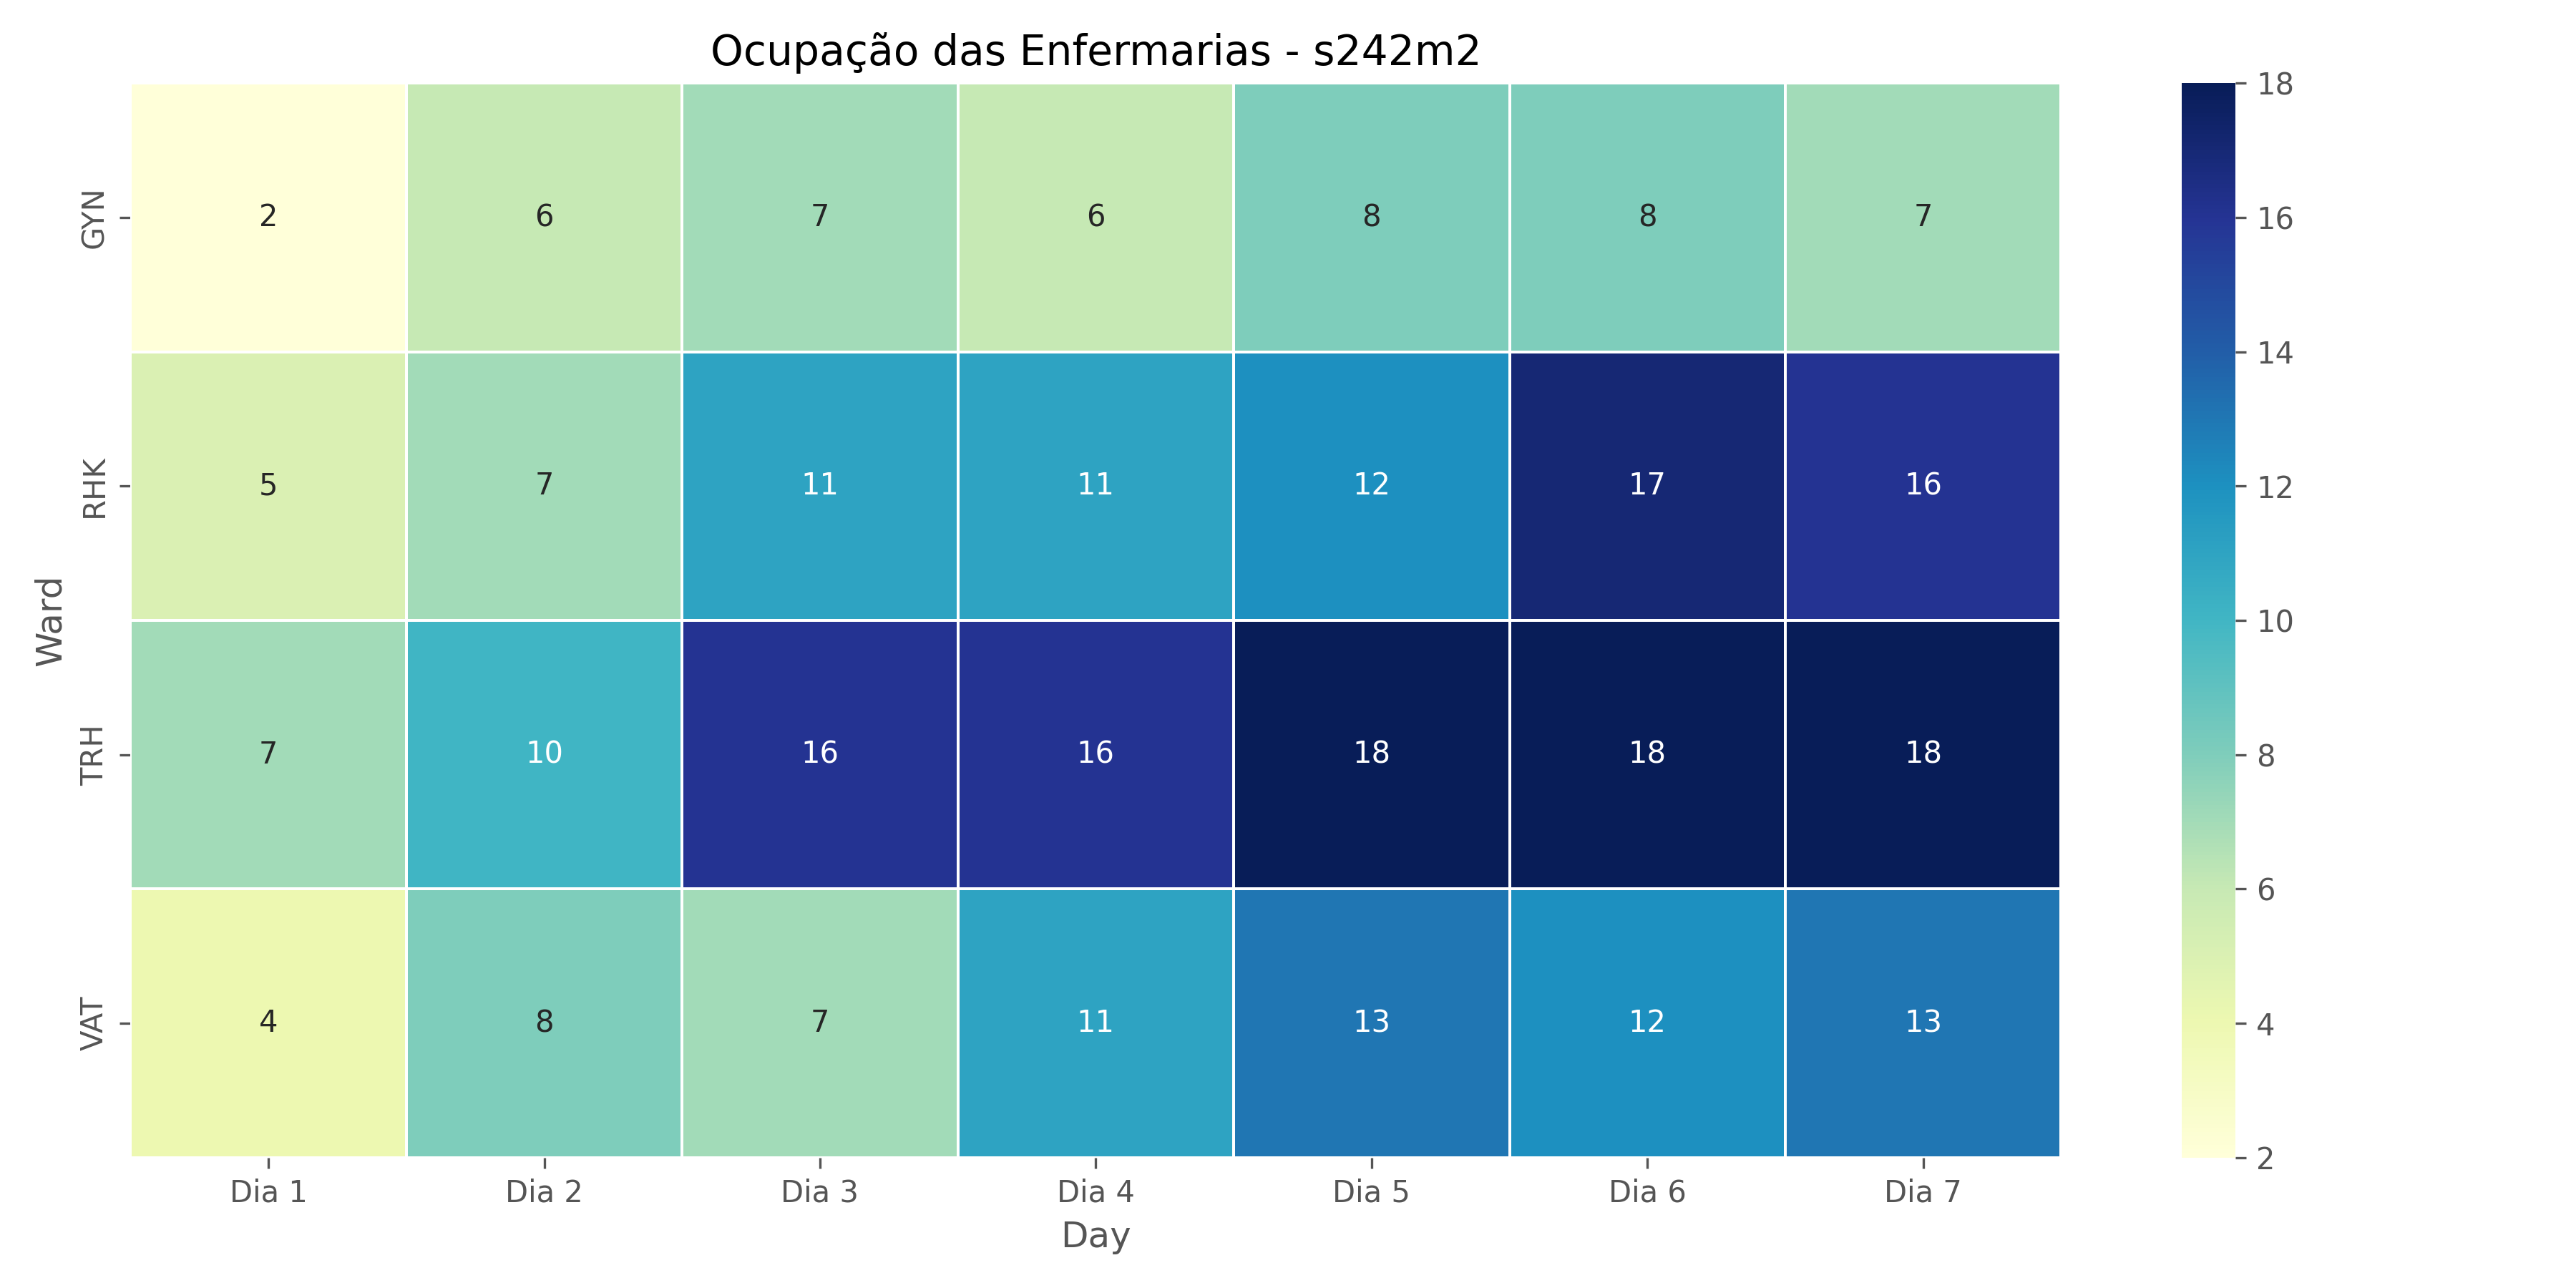 Ocupação das Enfermarias - s242m2
Ward
GYN 2 6 7 6 8 8 7
RHK 5 7 11 11 12 17 16
TRH 7 10 16 16 18 18 18
VAT 4 8 7 11 13 12 13
Dia 1 Dia 2 Dia 3 Dia 4 Dia 5 Dia 6 Dia 7
Day
18
16
14
12
10
8
6
4
2